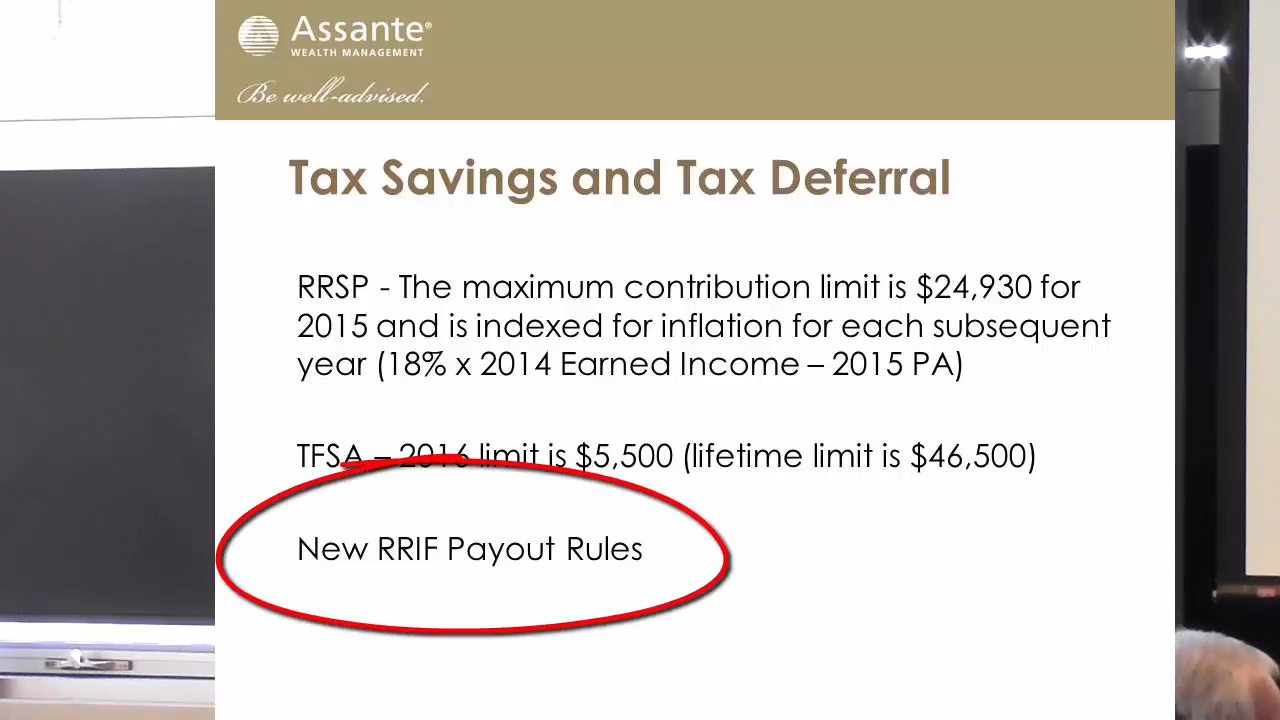 Assante®
WEALTH MANAGEMENT
Be well-advised.
Tax Savings and Tax Deferral
RRSP - The maximum contribution limit is $24,930 for
2015 and is indexed for inflation for each subsequent
year (18% x 2014 Earned Income – 2015 PA)
TFSA – 2016 limit is $5,500 (lifetime limit is $46,500)
New RRIF Payout Rules